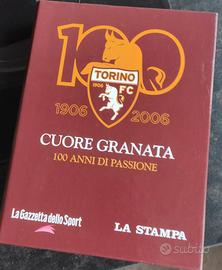 100
TORINO
1906
FC
1906 2006
CUORE GRANATA
100 ANNI DI PASSIONE
La Gazzetta dello Sport
LA STAMPA
subito